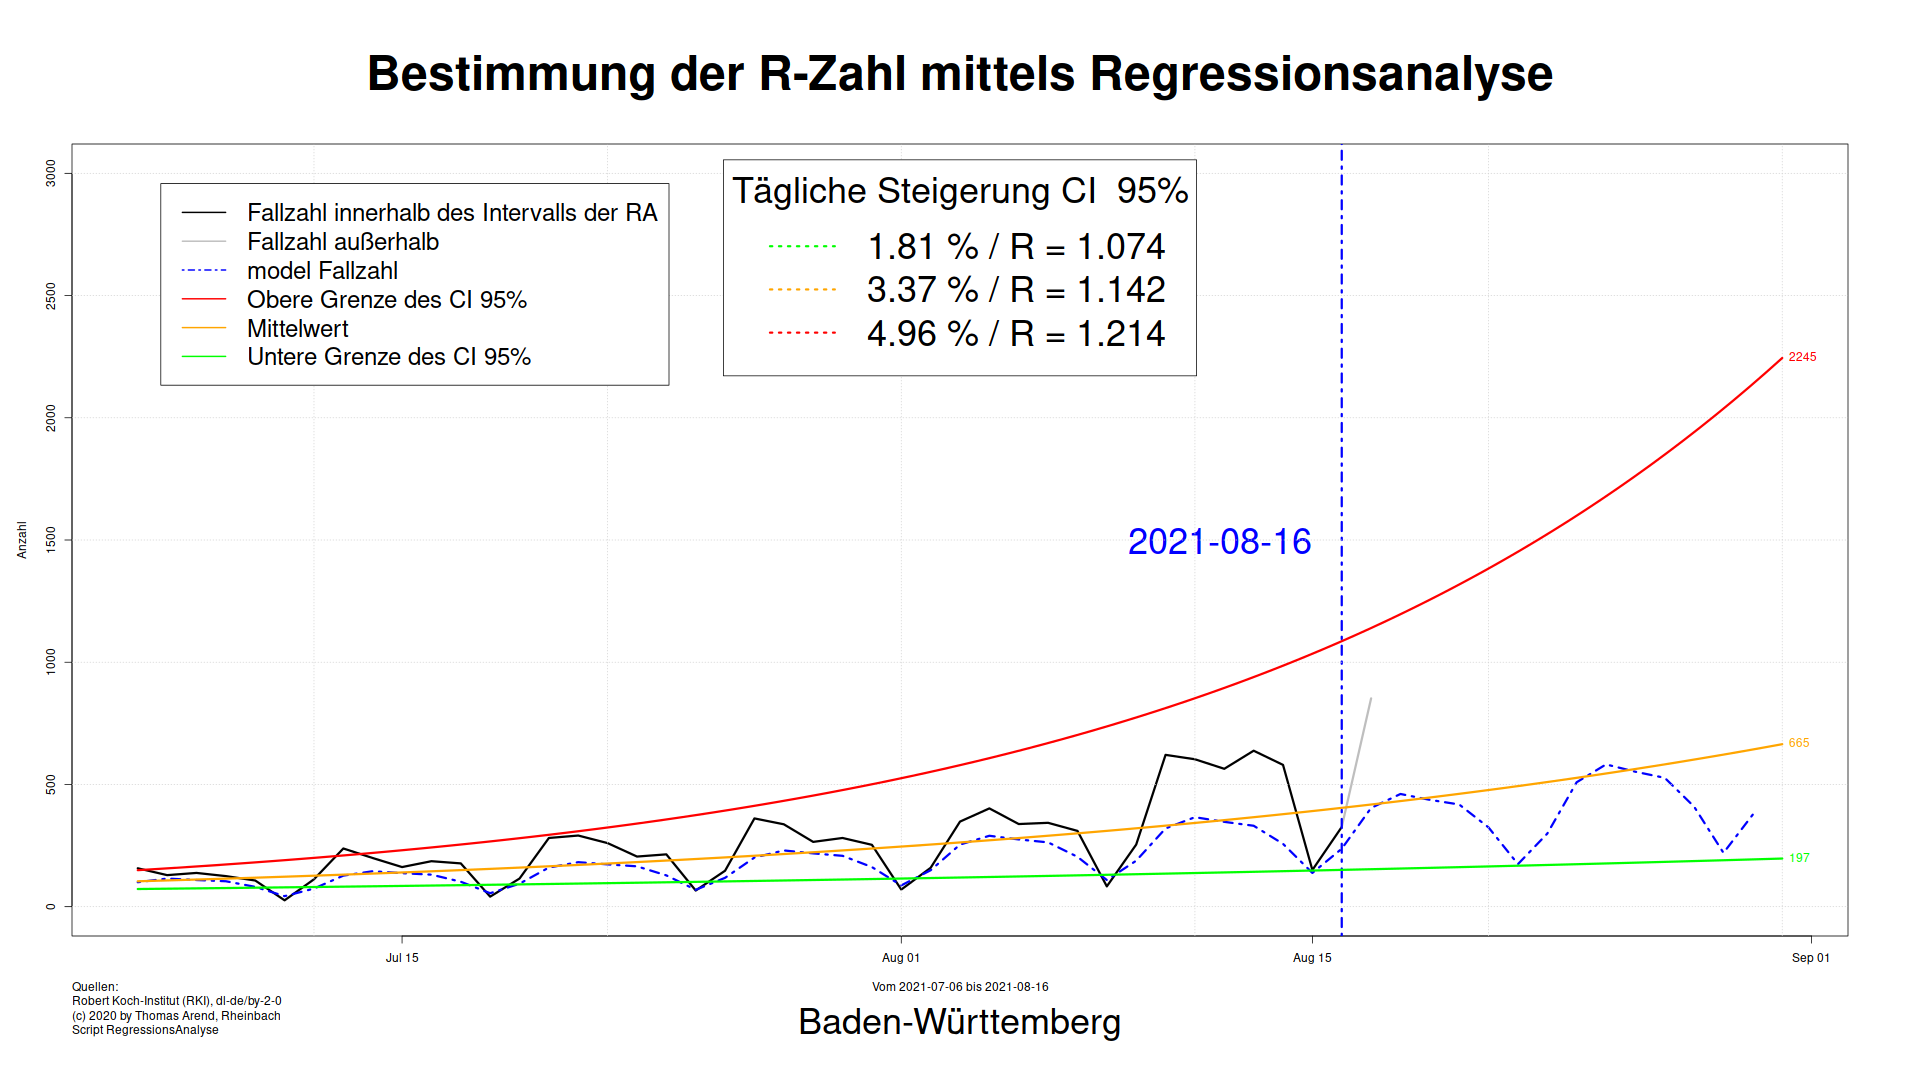 Bestimmung der R-Zahl mittels Regressionsanalyse
Fallzahl innerhalb des Intervalls der RA
Fallzahl außerhalb
model Fallzahl
Obere Grenze des CI 95%
Mittelwert
Untere Grenze des CI 95%
Tägliche Steigerung CI  95%
1.81 % / R = 1.074
3.37 % / R = 1.142
4.96 % / R = 1.214
3000
2500
2000
1500
1000
500
0
Anzahl
2021-08-16
2245
665
197
Jul 15
Aug 01
Aug 15
Sep 01
Vom 2021-07-06 bis 2021-08-16
Baden-Württemberg
Quellen:
Robert Koch-Institut (RKI), dl-de/by-2-0
(c) 2020 by Thomas Arend, Rheinbach
Script RegressionsAnalyse